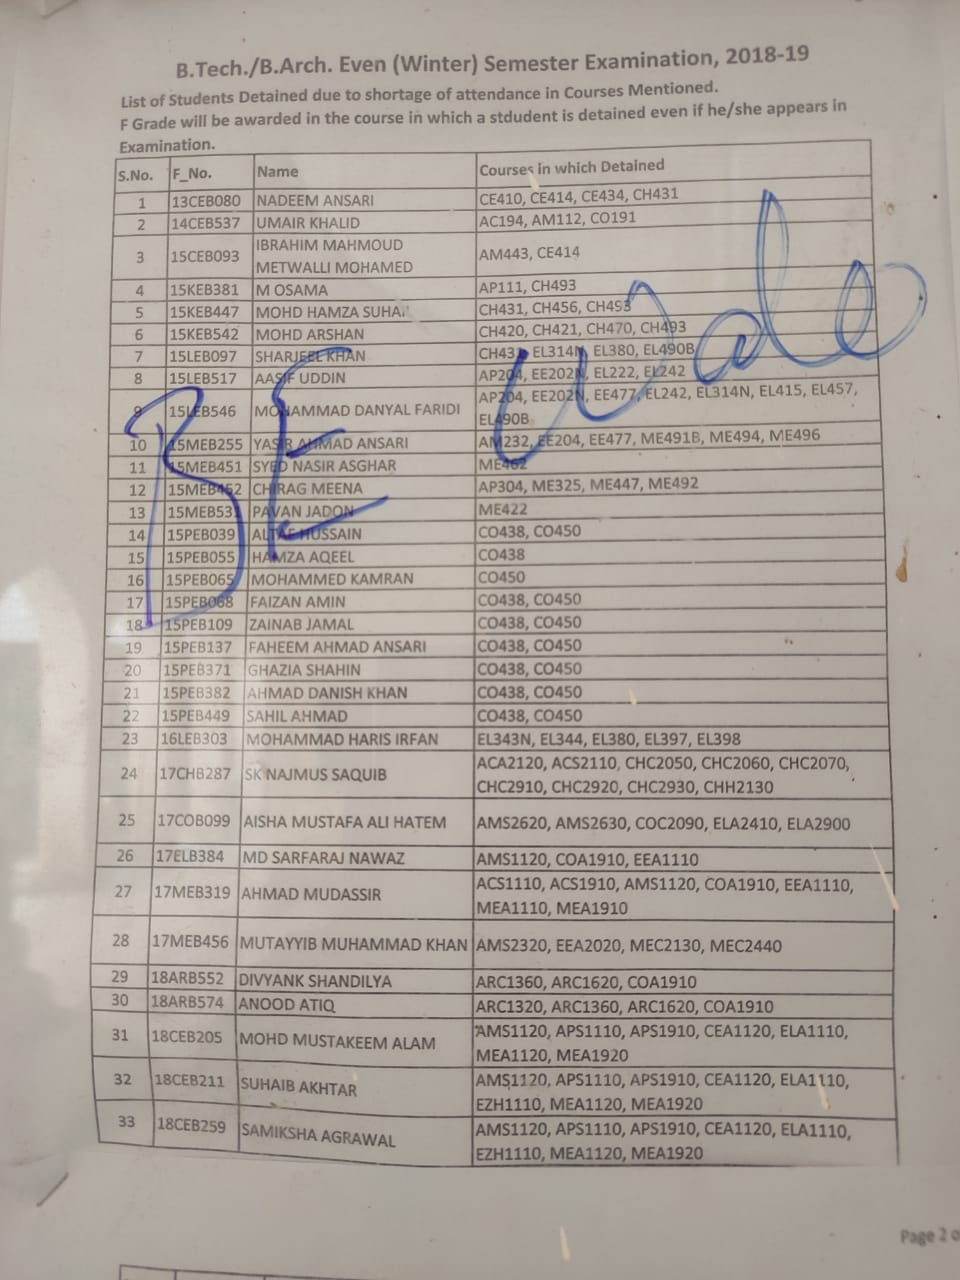 B.Tech./B.Arch. Even (Winter) Semester Examination, 2018-19
List of Students Detained due to shortage of attendance in Courses Mentioned.
F Grade will be awarded in the course in which a stdudent is detained even if he/she appears in
Examination.
S.No. F_No. Name Courses in which Detained
1 13CEB080 NADEEM ANSARI CE410, CE414, CE434, CH431
2 14CEB537 UMAIR KHALID AC194, AM112, CO191
3 15CEB093 IBRAHIM MAHMOUD AM443, CE414
METWALLI MOHAMED
4 15KEB381 M OSAMA AP111, CH493
5 15KEB447 MOHD HAMZA CH431, CH456, CH493
6 15KEB542 MOHD ARSHAN CH420, CH421, CH470, CH493
7 15LEB097 SHARJEEL KHAN CH431, EL314N, EL380, EL490B
8 15LEB517 AASIF UDDIN AP204, EE202N, EL222, EL242
9 15LEB546 MOHAMMAD DANYAL FARIDI AP204, EE202N, EE477, EL242, EL314N, EL415, EL457,
EL490B
10 15MEB255 YASIR AHMAD ANSARI AM232, EE204, EE477, ME491B, ME494, ME496
11 15MEB451 SYED NASIR ASGHAR ME462
12 15MEB452 CHIRAG MEENA AP304, ME325, ME447, ME492
13 15MEB531 PAVAN JADON ME422
14 15PEB039 ALTAF HUSSAIN CO438, CO450
15 15PEB055 HAMZA AQEEL CO438
16 15PEB065 MOHAMMED KAMRAN CO450
17 15PEB068 FAIZAN AMIN CO438, CO450
18 15PEB109 ZAINAB JAMAL CO438, CO450
19 15PEB137 FAHEEM AHMAD ANSARI CO438, CO450
20 15PEB371 GHAZIA SHAHIN CO438, CO450
21 15PEB382 AHMAD DANISH KHAN CO438, CO450
22 15PEB449 SAHIL AHMAD CO438, CO450
23 16LEB303 MOHAMMAD HARIS IRFAN EL343N, EL344, EL380, EL397, EL398
24 17CHB287 SK NAJMUS SAQUIB ACA2120, ACS2110, CHC2050, CHC2060, CHC2070,
CHC2910, CHC2920, CHC2930, CHH2130
25 17COB099 AISHA MUSTAFA ALI HATEM AMS2620, AMS2630, COC2090, ELA2410, ELA2900
26 17ELB384 MD SARFARAJ NAWAZ AMS1120, COA1910, EEA1110
27 17MEB319 AHMAD MUDASSIR ACS1110, ACS1910, AMS1120, COA1910, EEA1110,
MEA1110, MEA1910
28 17MEB456 MUTAYYIB MUHAMMAD KHAN AMS2320, EEA2020, MEC2130, MEC2440
29 18ARB552 DIVYANK SHANDILYA ARC1360, ARC1620, COA1910
30 18ARB574 ANOOD ATIQ ARC1320, ARC1360, ARC1620, COA1910
31 18CEB205 MOHD MUSTAKEEM ALAM AMS1120, APS1110, APS1910, CEA1120, ELA1110,
MEA1120, MEA1920
32 18CEB211 SUHAIB AKHTAR AMS1120, APS1110, APS1910, CEA1120, ELA1110,
EZH1110, MEA1120, MEA1920
33 18CEB259 SAMIKSHA AGRAWAL AMS1120, APS1110, APS1910, CEA1120, ELA1110,
EZH1110, MEA1120, MEA1920
BE
Page 2